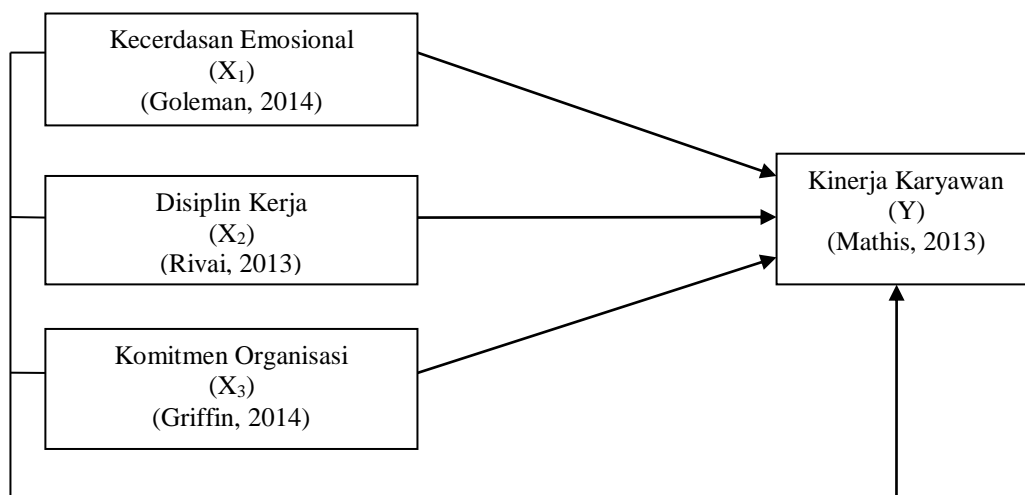 Kecerdasan Emosional
(X₁)
(Goleman, 2014)
Disiplin Kerja
(X₂)
(Rivai, 2013)
Komitmen Organisasi
(X₃)
(Griffin, 2014)
Kinerja Karyawan
(Y)
(Mathis, 2013)